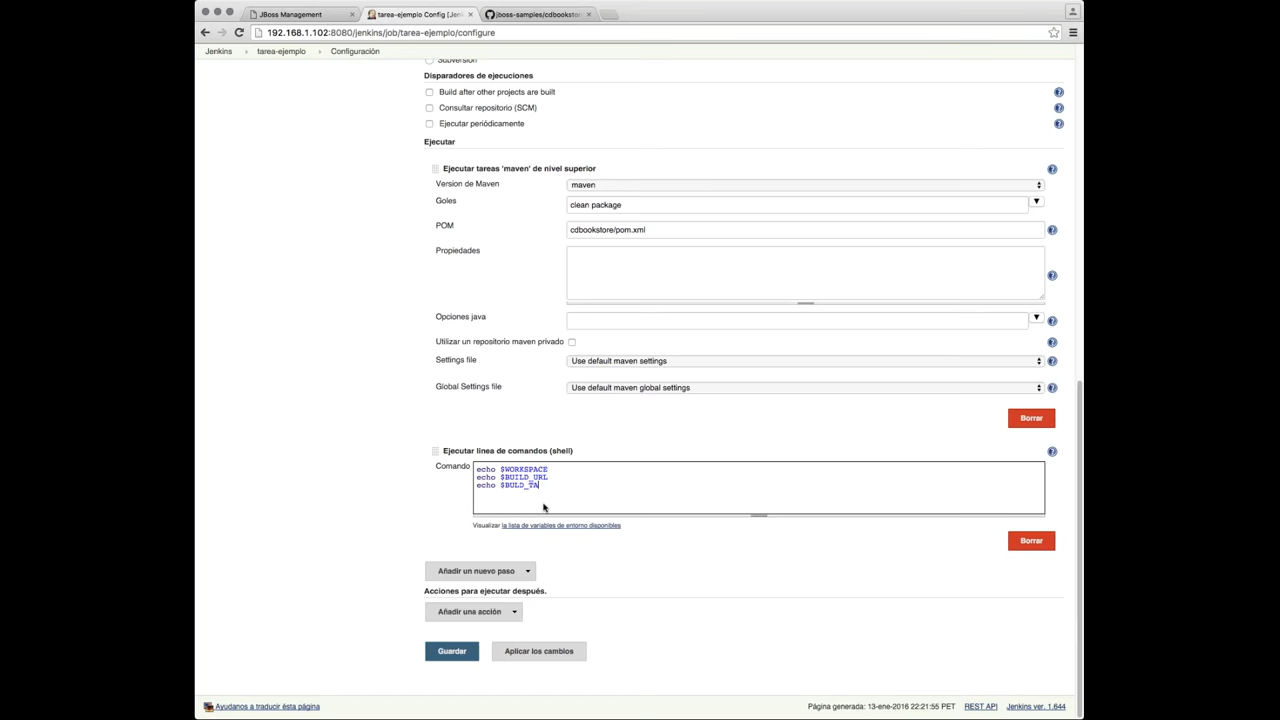 JBoss Management
tarea-ejemplo Config [Jenk
jboss-samples/cdbookstor
192.168.1.102:8080/jenkins/job/tarea-ejemplo/configure
Jenkins
tarea-ejemplo
Configuración
Subversion
Disparadores de ejecuciones
Build after other projects are built
Consultar repositorio (SCM)
Ejecutar periódicamente
Ejecutar
Ejecutar tareas 'maven' de nivel superior
Version de Maven
maven
Goles
clean package
POM
cdbookstore/pom.xml
Propiedades
Opciones java
Utilizar un repositorio maven privado
Settings file
Use default maven settings
Global Settings file
Use default maven global settings
Borrar
Ejecutar linea de comandos (shell)
Comando
echo $WORKSPACE
echo $BUILD_URL
echo $BULD_TA
Visualizar la lista de variables de entorno disponibles
Borrar
Añadir un nuevo paso
Acciones para ejecutar después.
Añadir una acción
Guardar
Aplicar los cambios
Ayudanos a traducir ésta página
Página generada: 13-ene-2016 22:21:55 PET
REST API
Jenkins ver. 1.644